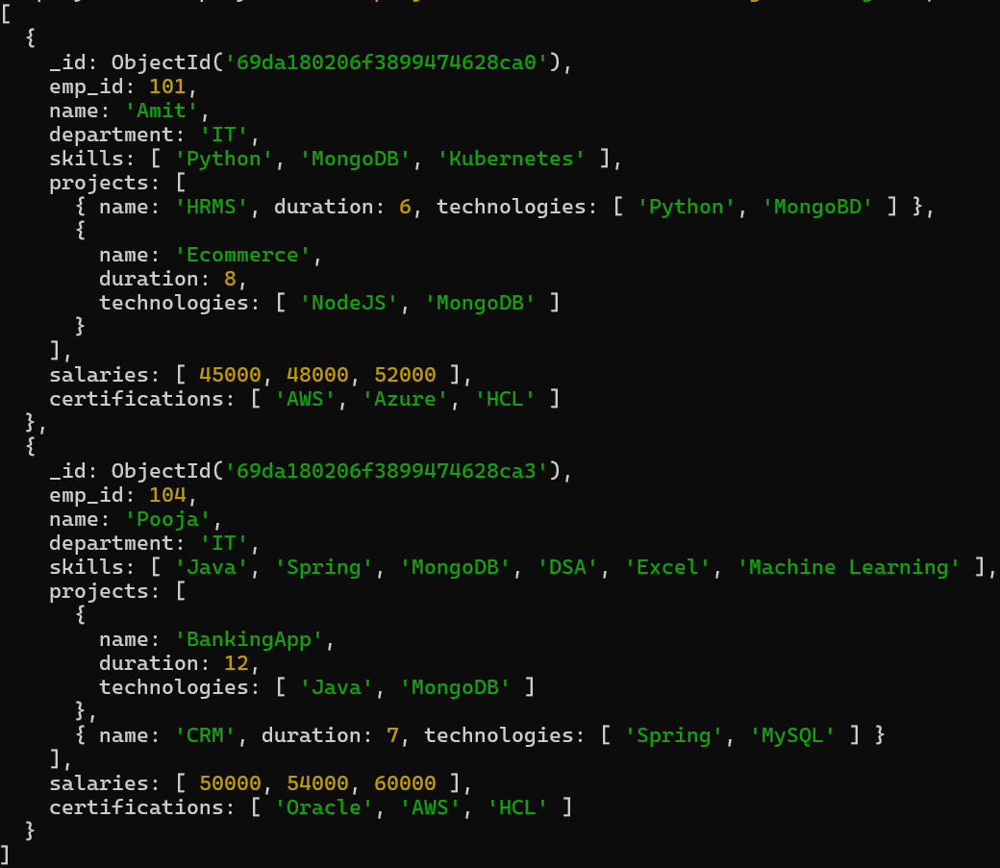 [
  {
    _id: ObjectId('69da180206f3899474628ca0'),
    emp_id: 101,
    name: 'Amit',
    department: 'IT',
    skills: [ 'Python', 'MongoDB', 'Kubernetes' ],
    projects: [
      { name: 'HRMS', duration: 6, technologies: [ 'Python', 'MongoBD' ] },
      {
        name: 'Ecommerce',
        duration: 8,
        technologies: [ 'NodeJS', 'MongoDB' ]
      }
    ],
    salaries: [ 45000, 48000, 52000 ],
    certifications: [ 'AWS', 'Azure', 'HCL' ]
  },
  {
    _id: ObjectId('69da180206f3899474628ca3'),
    emp_id: 104,
    name: 'Pooja',
    department: 'IT',
    skills: [ 'Java', 'Spring', 'MongoDB', 'DSA', 'Excel', 'Machine Learning' ],
    projects: [
      {
        name: 'BankingApp',
        duration: 12,
        technologies: [ 'Java', 'MongoDB' ]
      },
      { name: 'CRM', duration: 7, technologies: [ 'Spring', 'MySQL' ] }
    ],
    salaries: [ 50000, 54000, 60000 ],
    certifications: [ 'Oracle', 'AWS', 'HCL' ]
  }
]